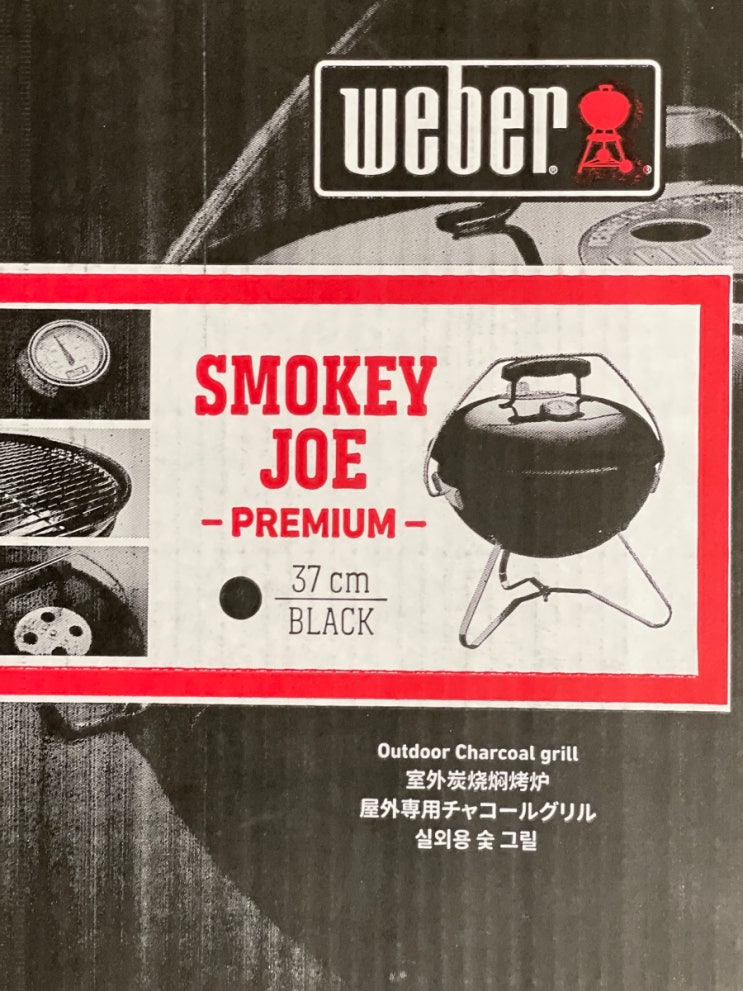 weber
SMOKEY
JOE
– PREMIUM –
37 cm
BLACK
Outdoor Charcoal grill
室外炭烧焖烤炉
屋外専用チャコールグリル
실외용 숯 그릴